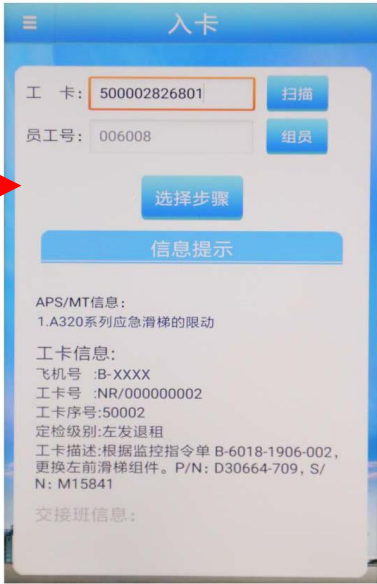 入卡
工 卡: 500002826801 扫描
员工号: 006008 组员
选择步骤
信息提示
APS/MT信息:
1.A320系列应急滑梯的限动
工卡信息:
飞机号 :B-XXXX
工卡号 :NR/000000002
工卡序号:50002
定检级别:左发退租
工卡描述:根据监控指令单 B-6018-1906-002,
更换左前滑梯组件。P/N: D30664-709, S/
N: M15841
交接班信息: